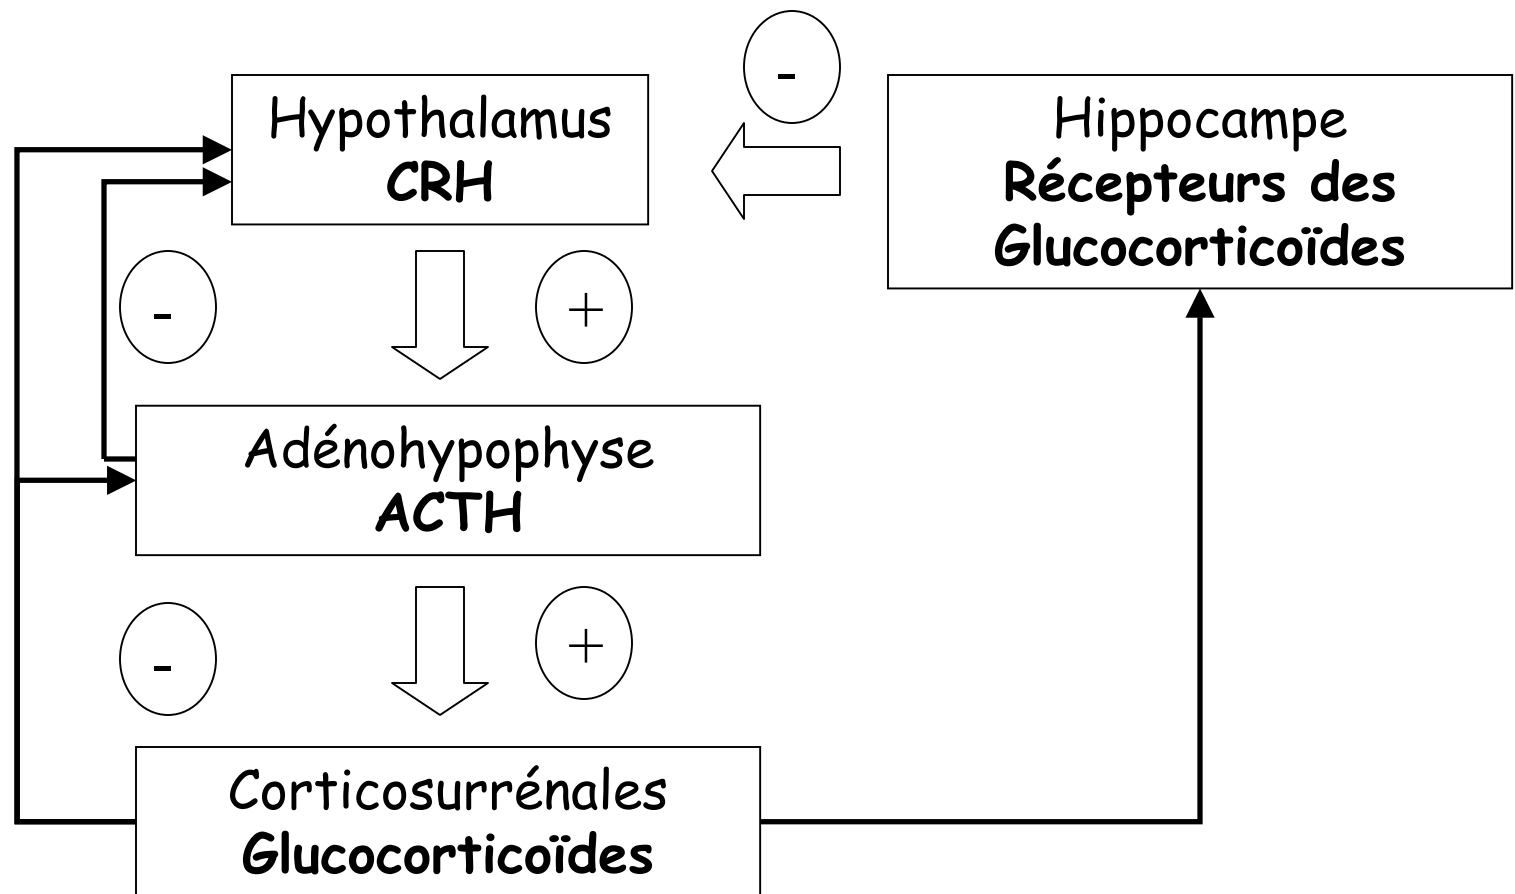 -
Hypothalamus
CRH
Hippocampe
Récepteurs des
Glucocorticoïdes
-
+
Adénohypophyse
ACTH
-
+
Corticosurrénales
Glucocorticoïdes